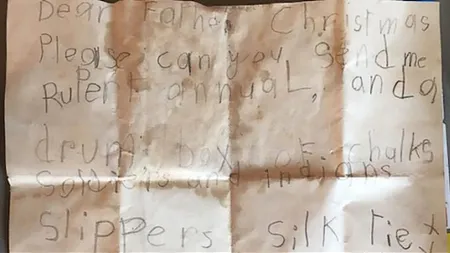 Dear Father Christmas
Please can you send me
Rupert annual, and a
drum box of chalks
Soldiers and indians
Slippers silk tie x
x